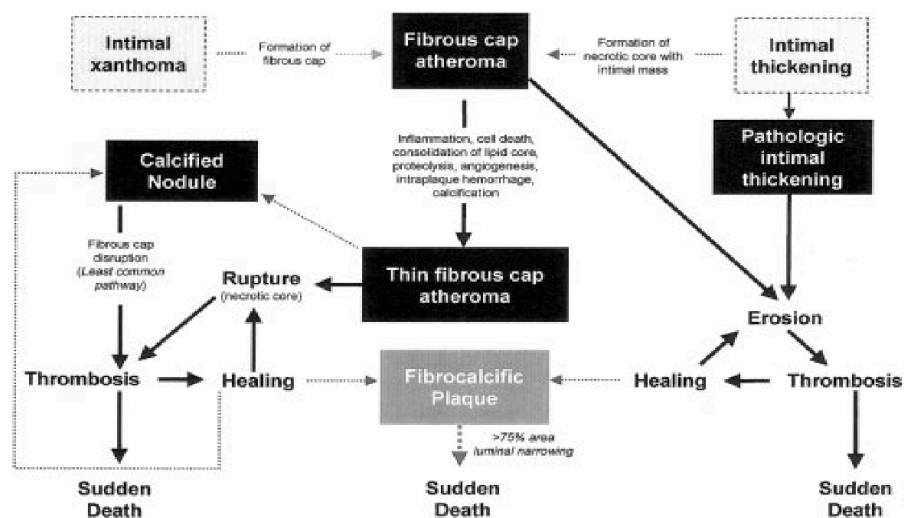 Intimal
xanthoma
Formation of
fibrous cap
Fibrous cap
atheroma
Formation of
necrotic core with
intimal mass
Intimal
thickening
Inflammation, cell death,
consolidation of lipid core,
proteolysis, angiogenesis,
intraplaque hemorrhage,
calcification
Pathologic
intimal
thickening
Calcified
Nodule
Fibrous cap
disruption
(Least common
pathway)
Rupture
(necrotic core)
Thin fibrous cap
atheroma
Erosion
Thrombosis
Healing
Fibrocalcific
Plaque
Healing
Thrombosis
>75% area
luminal narrowing
Sudden
Death
Sudden
Death
Sudden
Death